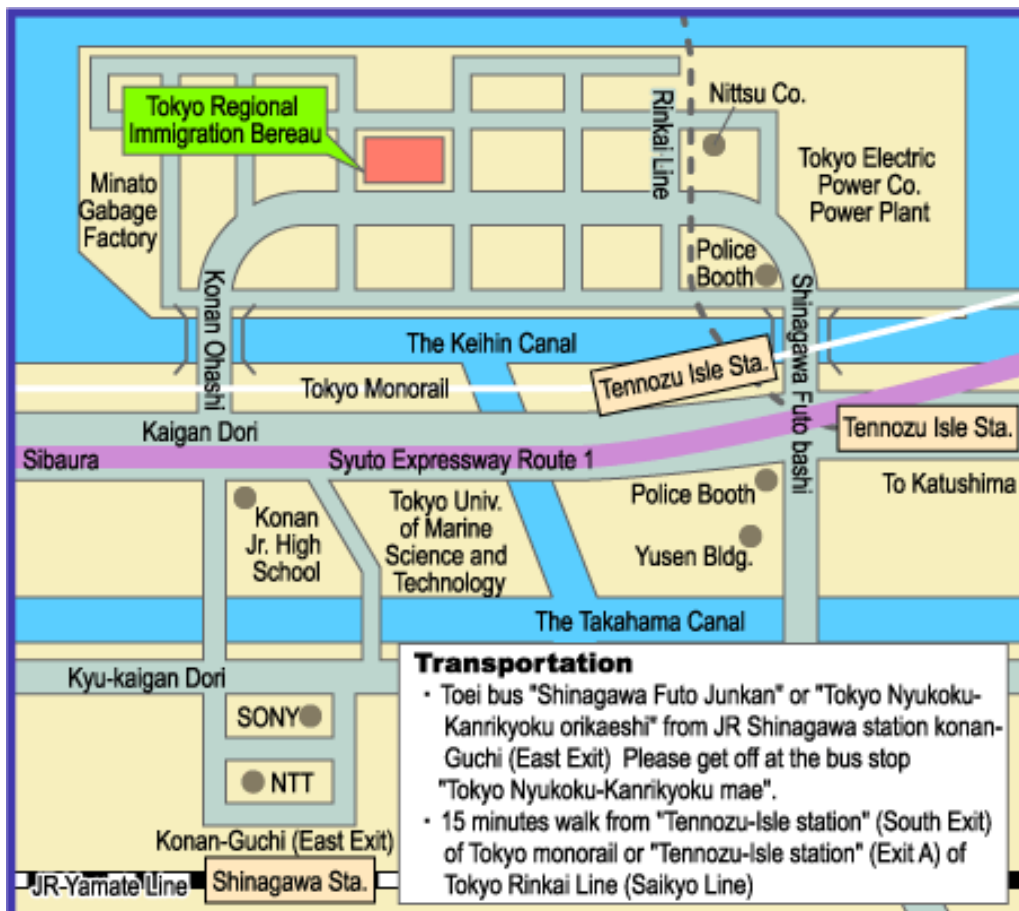 Nittsu Co.
Tokyo Regional
Immigration Bereau
Rinkai Line
Tokyo Electric
Power Co.
Power Plant
Minato
Gabage
Factory
Police
Booth
Konan Ohashi
Shinagawa Futo bashi
The Keihin Canal
Tennozu Isle Sta.
Tokyo Monorail
Kaigan Dori
Tennozu Isle Sta.
Sibaura
Syuto Expressway Route 1
To Katushima
Konan
Jr. High
School
Tokyo Univ.
of Marine
Science and
Technology
Police Booth
Yusen Bldg.
The Takahama Canal
Kyu-kaigan Dori
SONY
NTT
Konan-Guchi (East Exit)
JR-Yamate Line
Shinagawa Sta.
Transportation
· Toei bus "Shinagawa Futo Junkan" or "Tokyo Nyukoku-
Kanrikyoku orikaeshi" from JR Shinagawa station konan-
Guchi (East Exit) Please get off at the bus stop
"Tokyo Nyukoku-Kanrikyoku mae".
· 15 minutes walk from "Tennozu-Isle station" (South Exit)
of Tokyo monorail or "Tennozu-Isle station" (Exit A) of
Tokyo Rinkai Line (Saikyo Line)